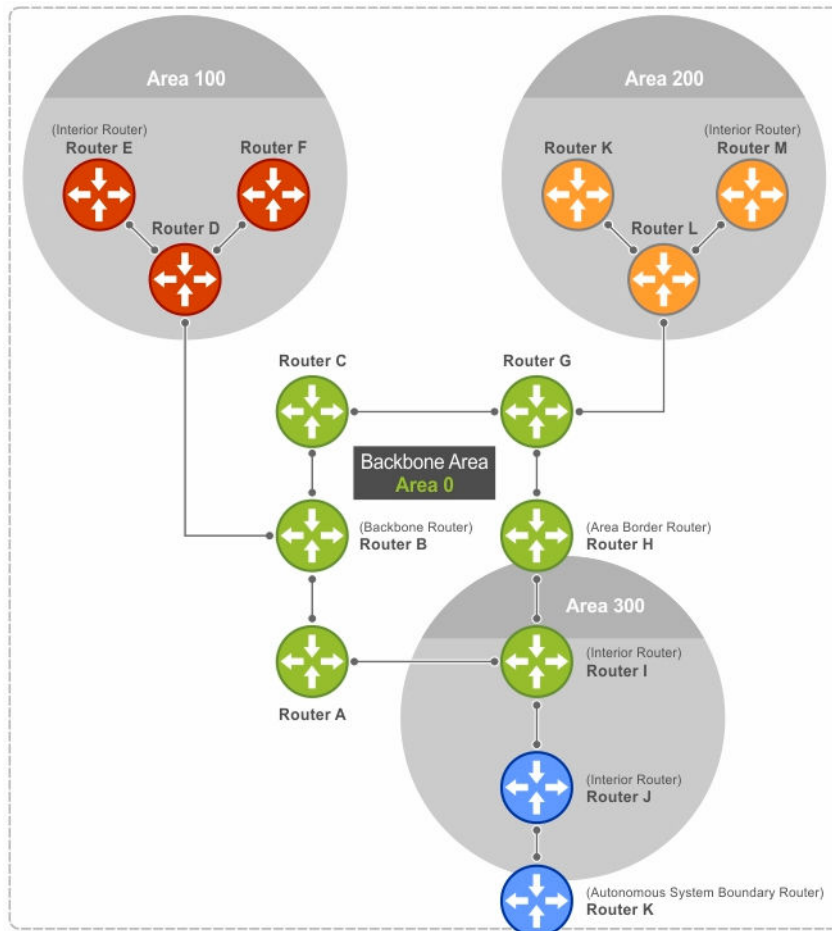 Area 100
Area 200
(Interior Router)
Router E
Router F
Router D
Router K
(Interior Router)
Router M
Router L
Router C
Router G
Backbone Area
Area 0
(Backbone Router)
Router B
(Area Border Router)
Router H
Area 300
Router A
(Interior Router)
Router I
(Interior Router)
Router J
(Autonomous System Boundary Router)
Router K